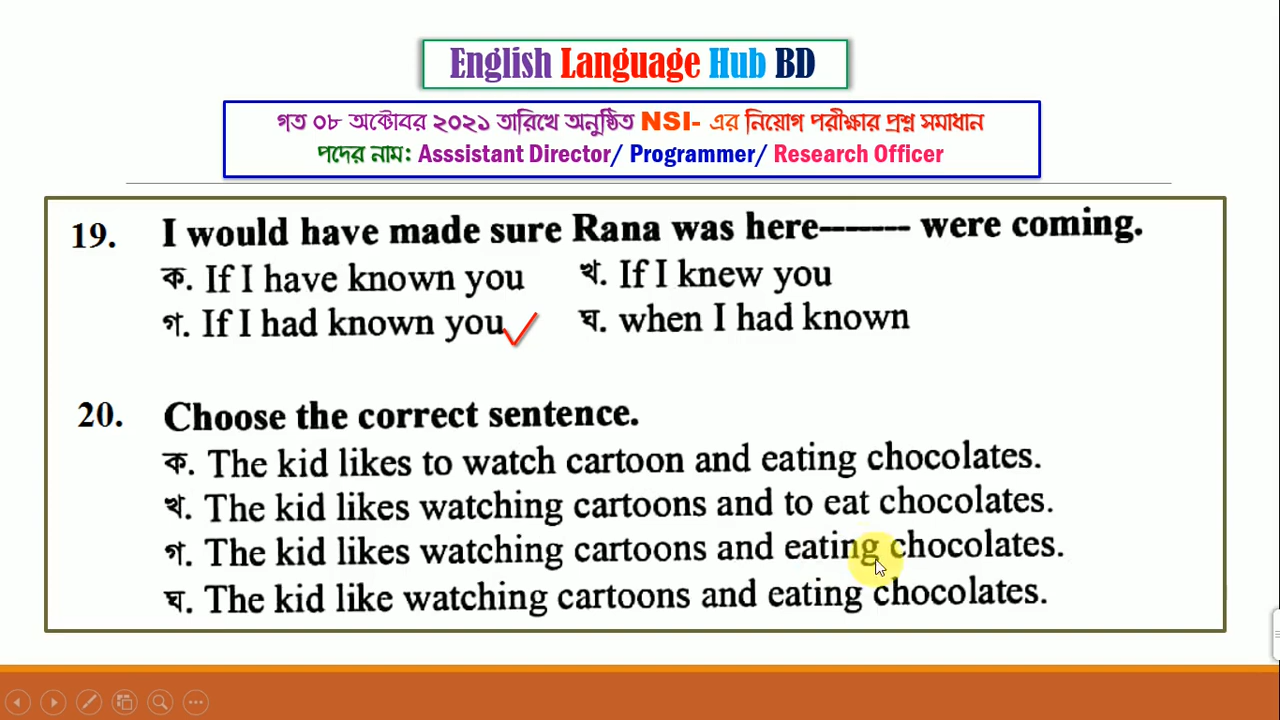 English Language Hub BD
গত ০৮ অক্টোবর ২০২১ তারিখে অনুষ্ঠিত NSI- এর নিয়োগ পরীক্ষার প্রশ্ন সমাধান
পদের নাম: Asssistant Director/ Programmer/ Research Officer
19. I would have made sure Rana was here------- were coming.
ক. If I have known you খ. If I knew you
গ. If I had known you ঘ. when I had known
20. Choose the correct sentence.
ক. The kid likes to watch cartoon and eating chocolates.
খ. The kid likes watching cartoons and to eat chocolates.
গ. The kid likes watching cartoons and eating chocolates.
ঘ. The kid like watching cartoons and eating chocolates.